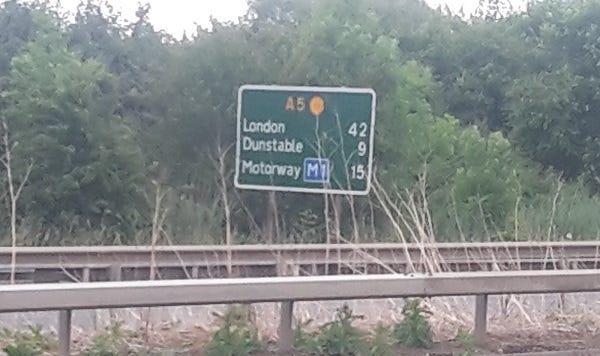 A5
London 42
Dunstable 9
Motorway M1 15